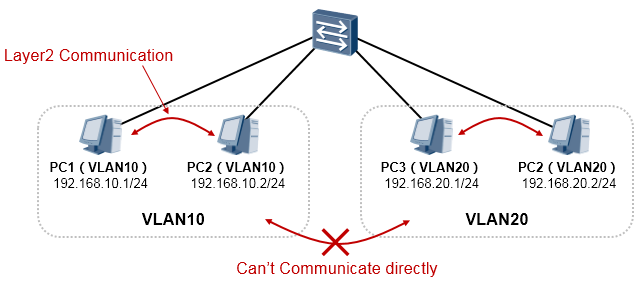 Layer2 Communication
PC1 ( VLAN10 )
192.168.10.1/24
PC2 ( VLAN10 )
192.168.10.2/24
PC3 ( VLAN20 )
192.168.20.1/24
PC2 ( VLAN20 )
192.168.20.2/24
VLAN10
VLAN20
Can't Communicate directly